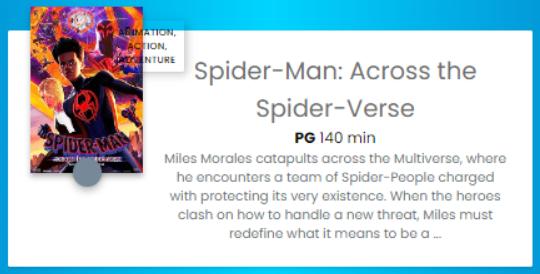 ANIMATION,
ACTION,
ADVENTURE
SPIDER-MAN
Spider-Man: Across the
Spider-Verse
PG 140 min
Miles Morales catapults across the Multiverse, where
he encounters a team of Spider-People charged
with protecting its very existence. When the heroes
clash on how to handle a new threat, Miles must
redefine what it means to be a ...